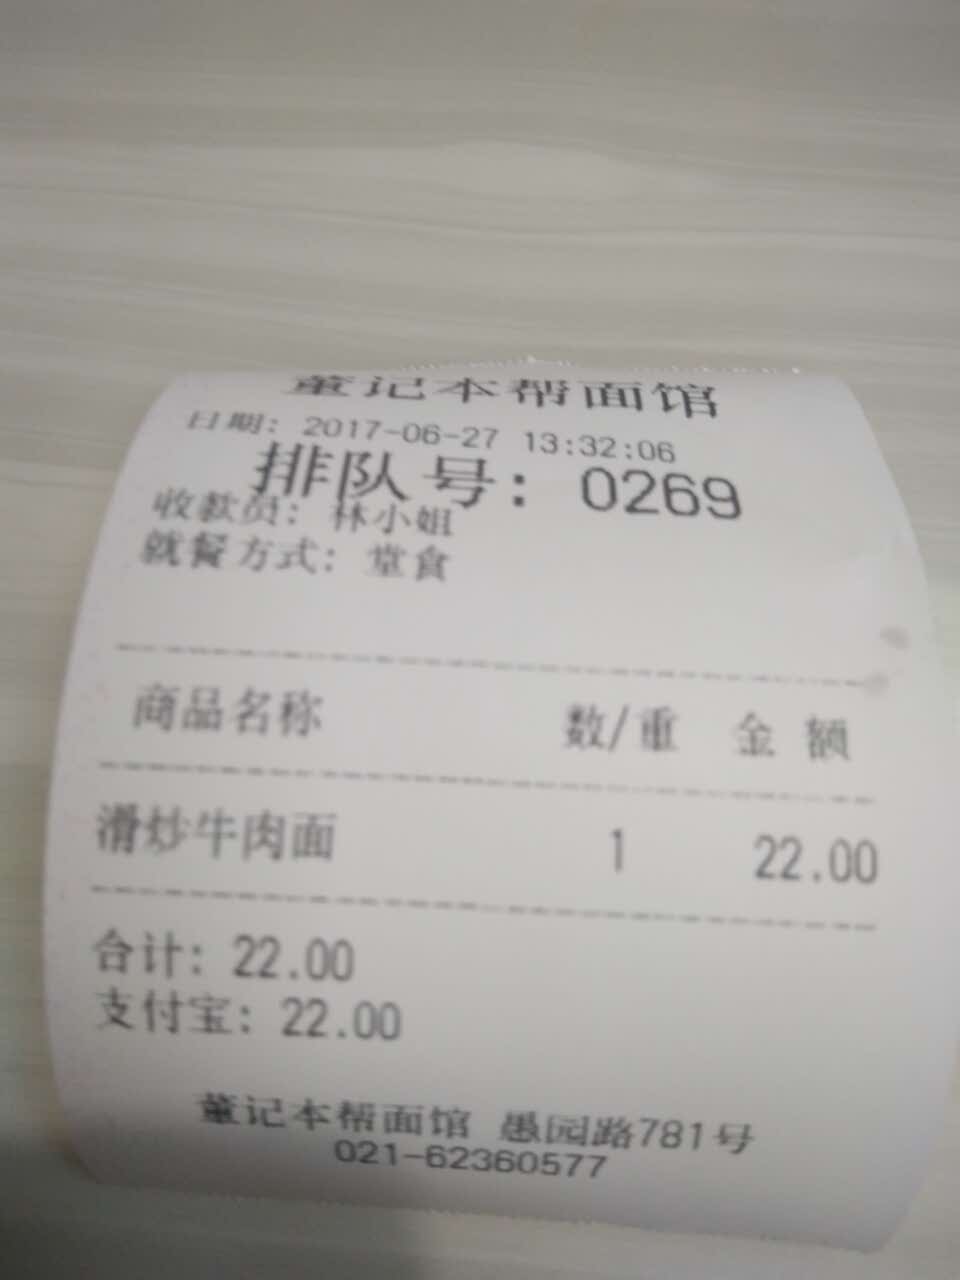 董记本帮面馆
日期: 2017-06-27 13:32:06
排队号: 0269
收款员: 林小姐
就餐方式: 堂食
商品名称 数/重 金 额
滑炒牛肉面 1 22.00
合计: 22.00
支付宝: 22.00
董记本帮面馆 愚园路781号
021-62360577